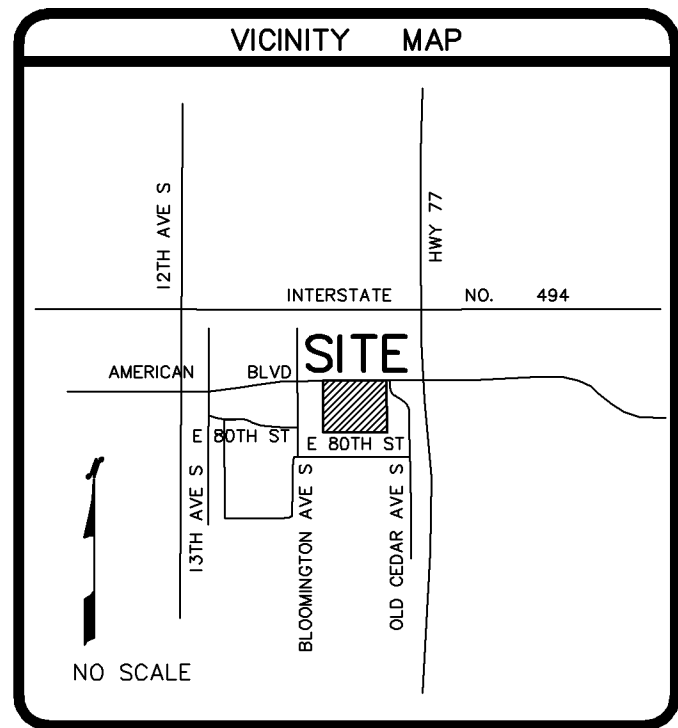 VICINITY MAP
12TH AVE S
HWY 77
INTERSTATE NO. 494
SITE
AMERICAN BLVD
E 80TH ST
E 80TH ST
13TH AVE S
BLOOMINGTON AVE S
OLD CEDAR AVE S
NO SCALE